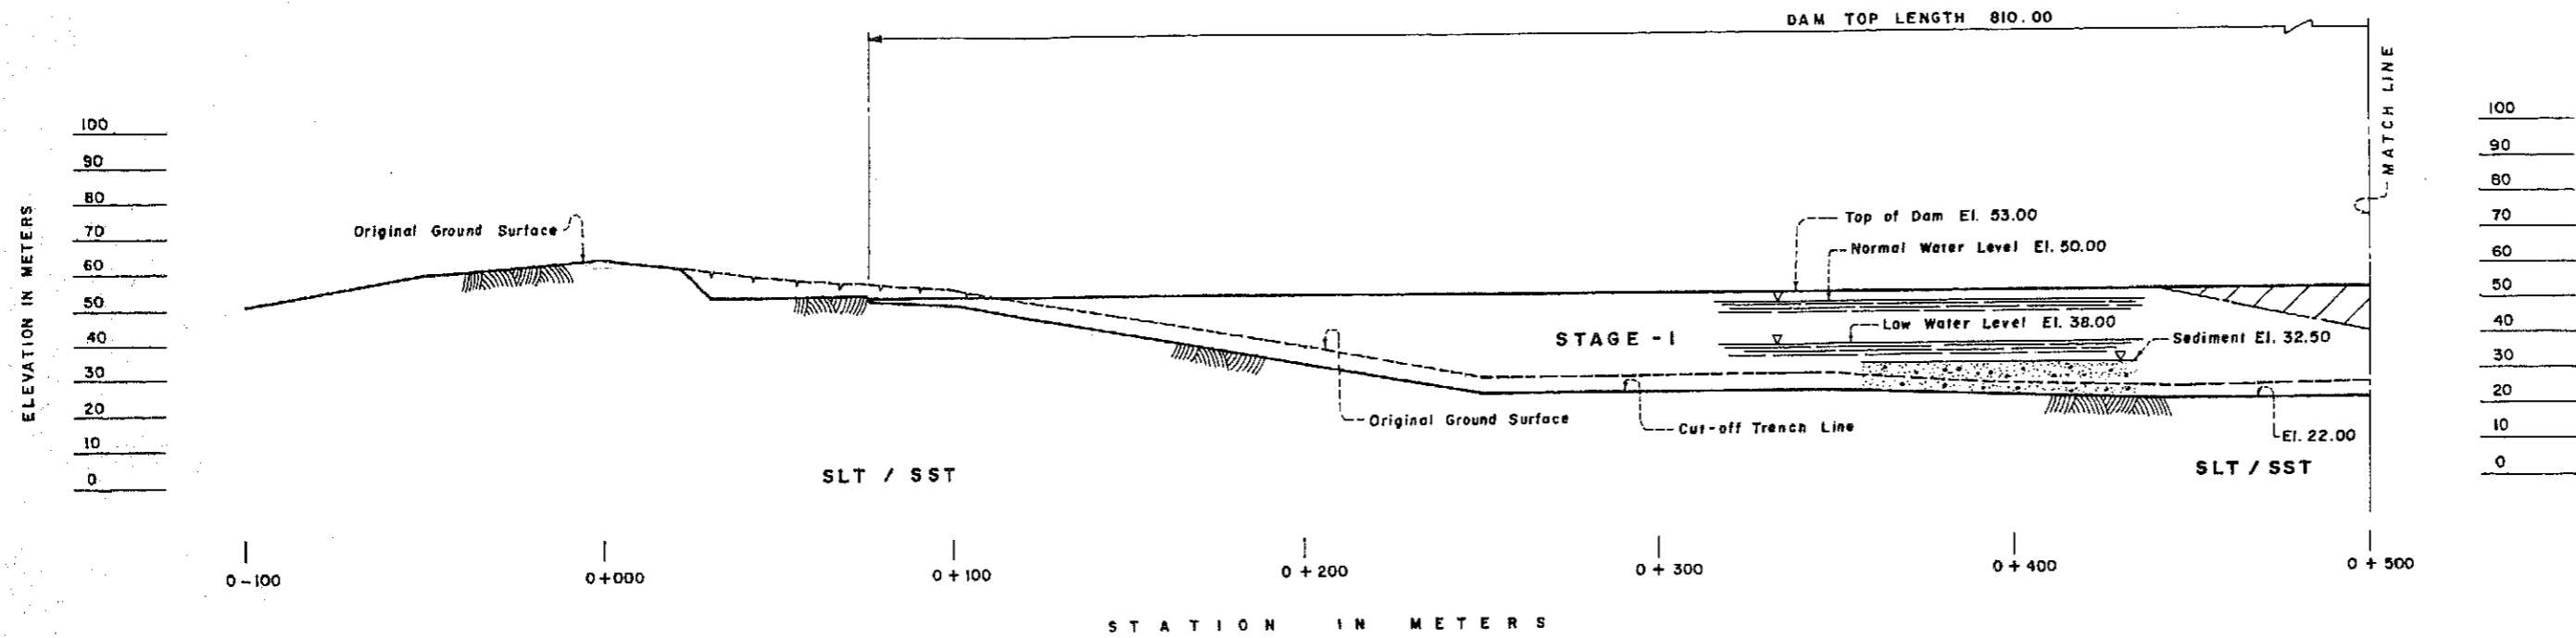 DAM TOP LENGTH 810.00
MATCH LINE
ELEVATION IN METERS
100
90
80
70
60
50
40
30
20
10
0
100
90
80
70
60
50
40
30
20
10
0
Original Ground Surface
Top of Dam El. 53.00
Normal Water Level El. 50.00
STAGE - I
Low Water Level El. 38.00
Sediment El. 32.50
Original Ground Surface
Cut-off Trench Line
El. 22.00
SLT / SST
SLT / SST
0 - 100
0 + 000
0 + 100
0 + 200
0 + 300
0 + 400
0 + 500
STATION IN METERS